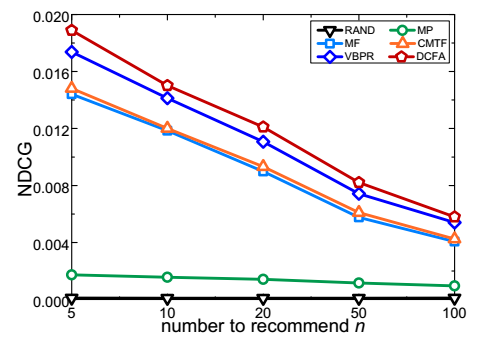 0.020
0.016
0.012
0.008
0.004
0.000
NDCG
RAND MP
MF CMTF
VBPR DCFA
5 10 20 50 100
number to recommend n